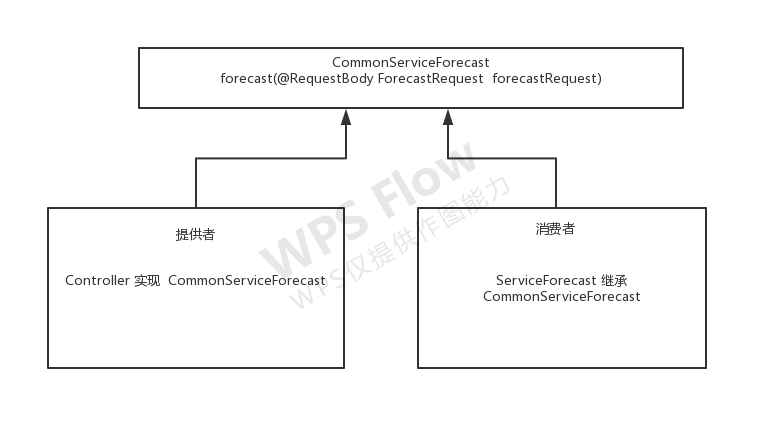 CommonServiceForecast
forecast(@RequestBody ForecastRequest  forecastRequest)
提供者
Controller 实现  CommonServiceForecast
消费者
ServiceForecast 继承
CommonServiceForecast
WPS Flow
WPS仅提供作图能力